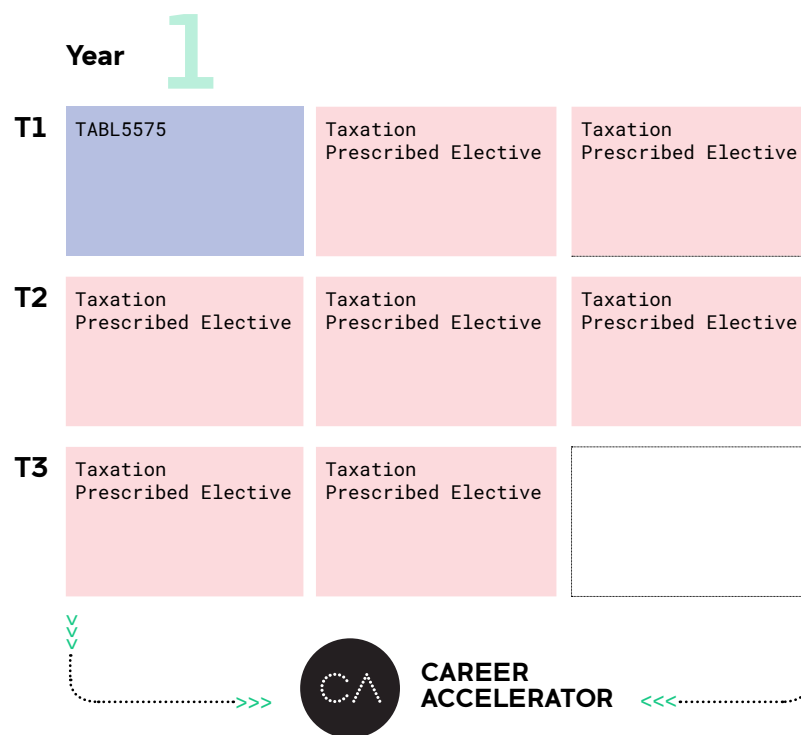 Year 1
T1
TABL5575
Taxation
Prescribed Elective
Taxation
Prescribed Elective
T2
Taxation
Prescribed Elective
Taxation
Prescribed Elective
Taxation
Prescribed Elective
T3
Taxation
Prescribed Elective
Taxation
Prescribed Elective
>>>
>>>
CA
CAREER
ACCELERATOR
<<<